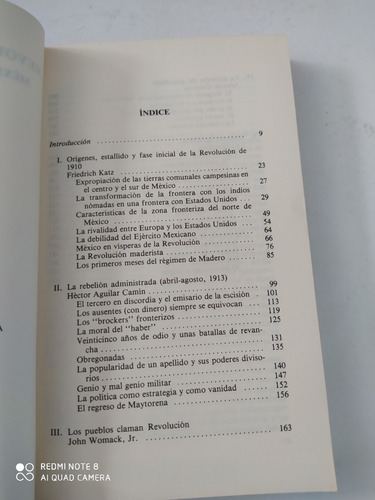 ÍNDICE
Introducción 9
I. Orígenes, estallido y fase inicial de la Revolución de
1910
Friedrich Katz 23
Expropiación de las tierras comunales campesinas en
el centro y sur de México 27
La transformación de la frontera con los indios
nómadas en una frontera con Estados Unidos 29
Características de la zona fronteriza del norte de
México 49
La rivalidad entre Europa y los Estados Unidos 54
La debilidad del Ejército Mexicano 64
México en vísperas de la Revolución 66
La Revolución maderista 76
Los primeros meses del régimen de Madero 85
II. La rebelión administrada (abril-agosto, 1913)
Héctor Aguilar Camín 99
El tercero en discordia y el emisario de la escisión 101
Los ausentes (con dinero) siempre se equivocan 113
Los "brockers" fronterizos 119
La moral del "haber" 125
Veinticinco años de odio y unas batallas de revan-
cha 131
Obregonadas 135
La popularidad de un apellido y sus poderes diviso-
rios 140
Genio y mal genio militar 147
La política como estrategia y como vanidad 152
El regreso de Maytorena 156
III. Los pueblos claman Revolución
John Womack, Jr. 163
REDMI NOTE 8
AI QUAD CAMERA